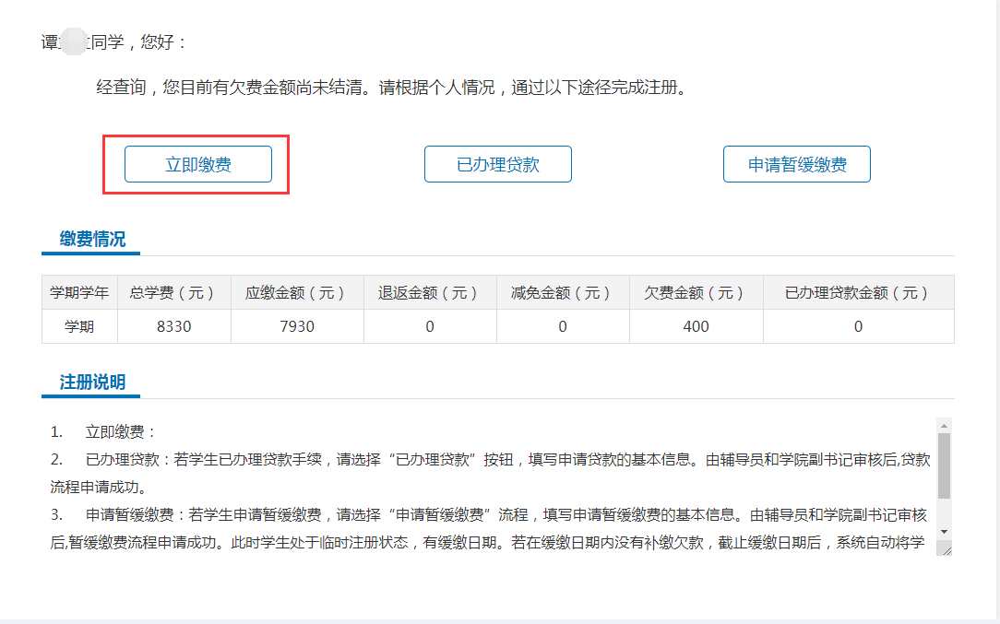 谭同学，您好：
经查询，您目前有欠费金额尚未结清。请根据个人情况，通过以下途径完成注册。
立即缴费 已办理贷款 申请暂缓缴费
缴费情况
学期学年 总学费（元） 应缴金额（元） 退返金额（元） 减免金额（元） 欠费金额（元） 已办理贷款金额（元）
学期 8330 7930 0 0 400 0
注册说明
1. 立即缴费：
2. 已办理贷款：若学生已办理贷款手续，请选择“已办理贷款”按钮，填写申请贷款的基本信息。由辅导员和学院副书记审核后,贷款
流程申请成功。
3. 申请暂缓缴费：若学生申请暂缓缴费，请选择“申请暂缓缴费”流程，填写申请暂缓缴费的基本信息。由辅导员和学院副书记审核
后,暂缓缴费流程申请成功。此时学生处于临时注册状态，有缓缴日期。若在缓缴日期内没有补缴欠款，截止缓缴日期后，系统自动将学